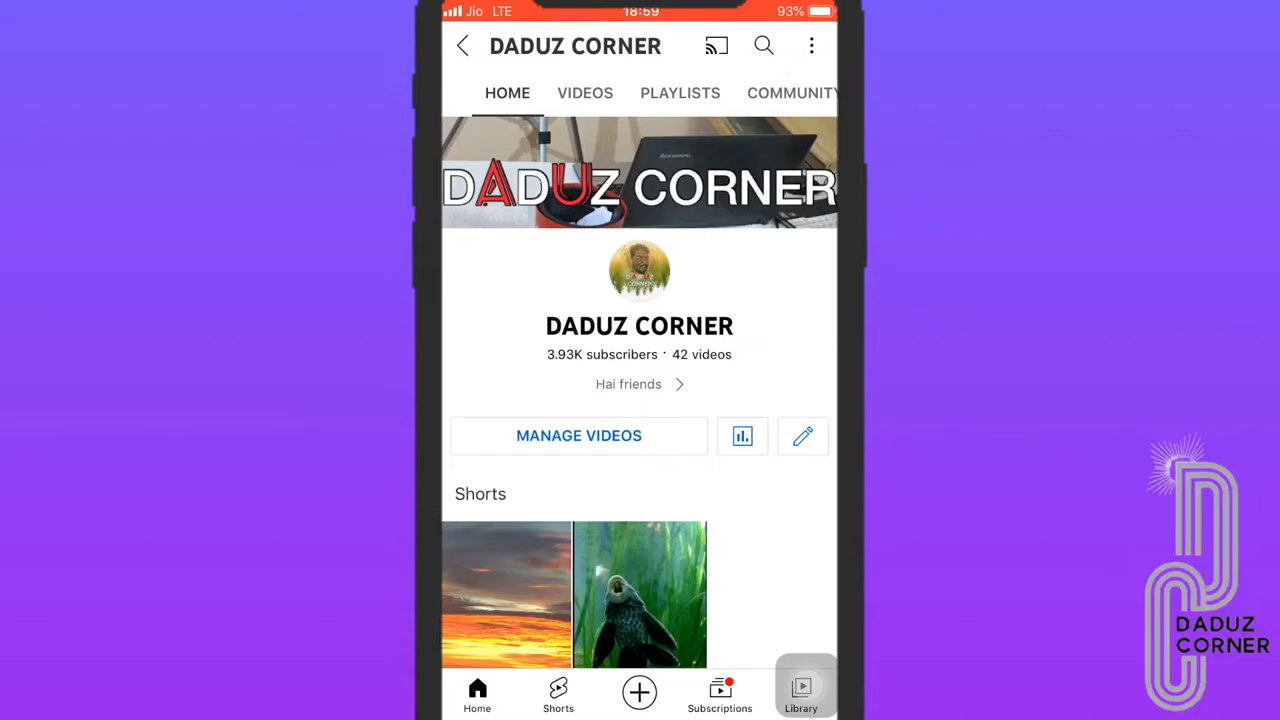 Jio LTE 18:59 93%
DADUZ CORNER
HOME VIDEOS PLAYLISTS COMMUNITY
DADUZ CORNER
DADUZ CORNER
3.93K subscribers · 42 videos
Hai friends
MANAGE VIDEOS
Shorts
Home Shorts Subscriptions Library
DADUZ
CORNER